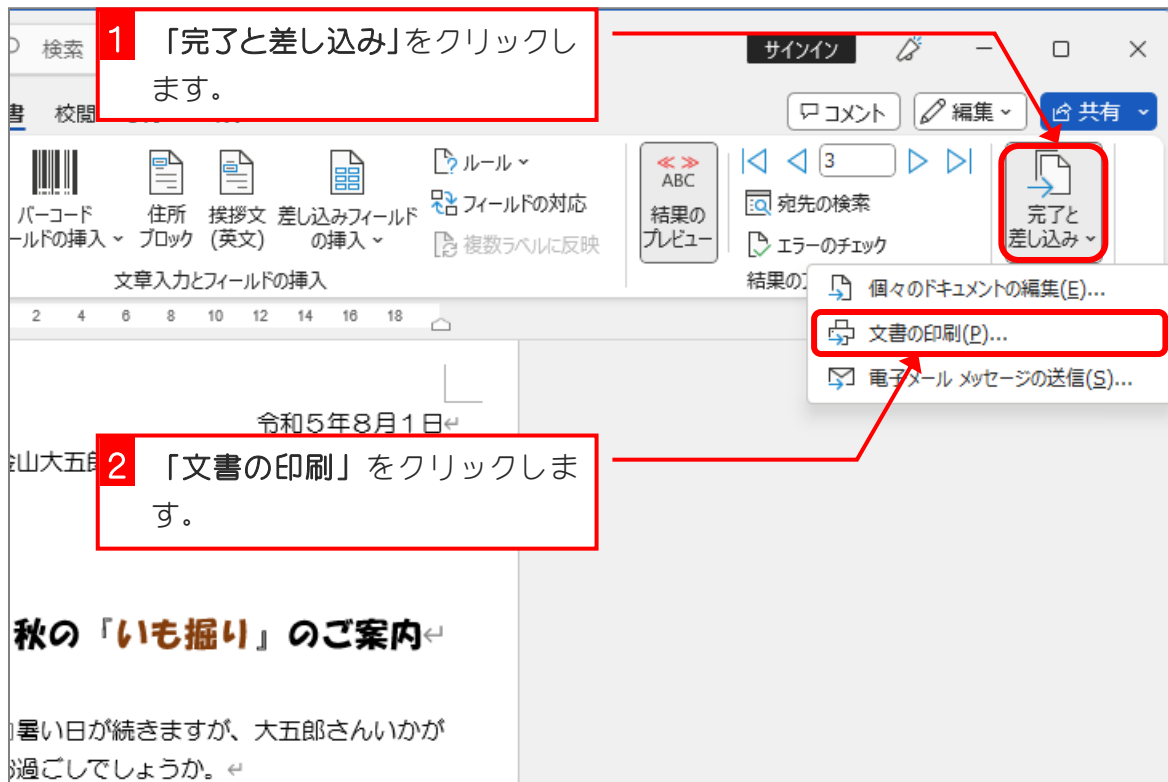 検索
1 「完了と差し込み」をクリックし
ます。
サインイン
書 校閲
コメント
編集
共有
バーコード
ールドの挿入
住所
ブロック
挨拶文
(英文)
差し込みフィールド
の挿入
ルール
フィールドの対応
複数ラベルに反映
文章入力とフィールドの挿入
ABC
結果の
プレビュー
3
宛先の検索
エラーのチェック
結果の
完了と
差し込み
個々のドキュメントの編集(E)...
文書の印刷(P)...
電子メール メッセージの送信(S)...
2 4 6 8 10 12 14 16 18
令和5年8月1日↵
金山大五郎
2 「文書の印刷」をクリックしま
す。
秋の『いも掘り』のご案内↵
暑い日が続きますが、大五郎さんいかが
過ごしでしょうか。↵